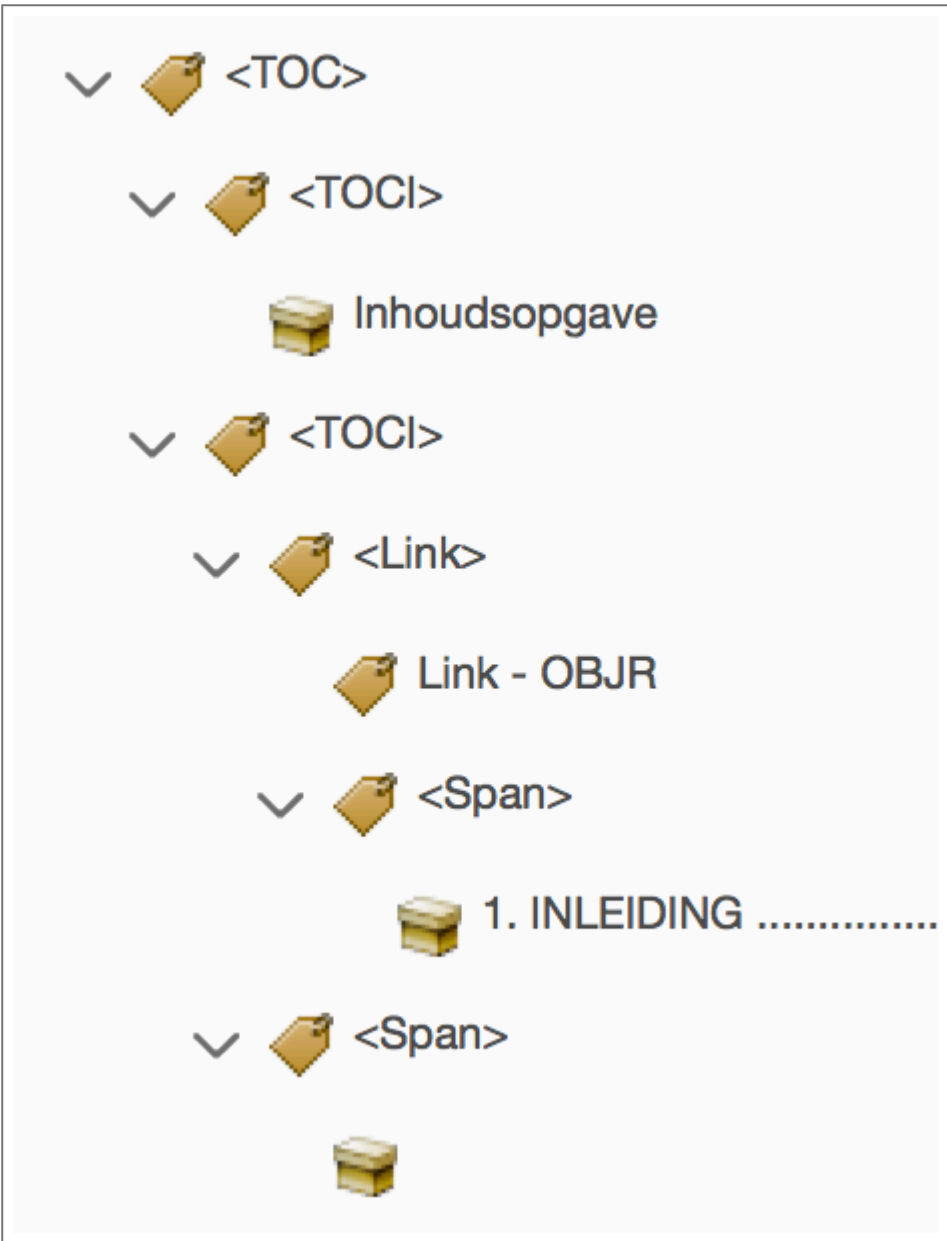 <TOC>
<TOCI>
Inhoudsopgave
<TOCI>
<Link>
Link - OBJR
<Span>
1. INLEIDING ...............
<Span>